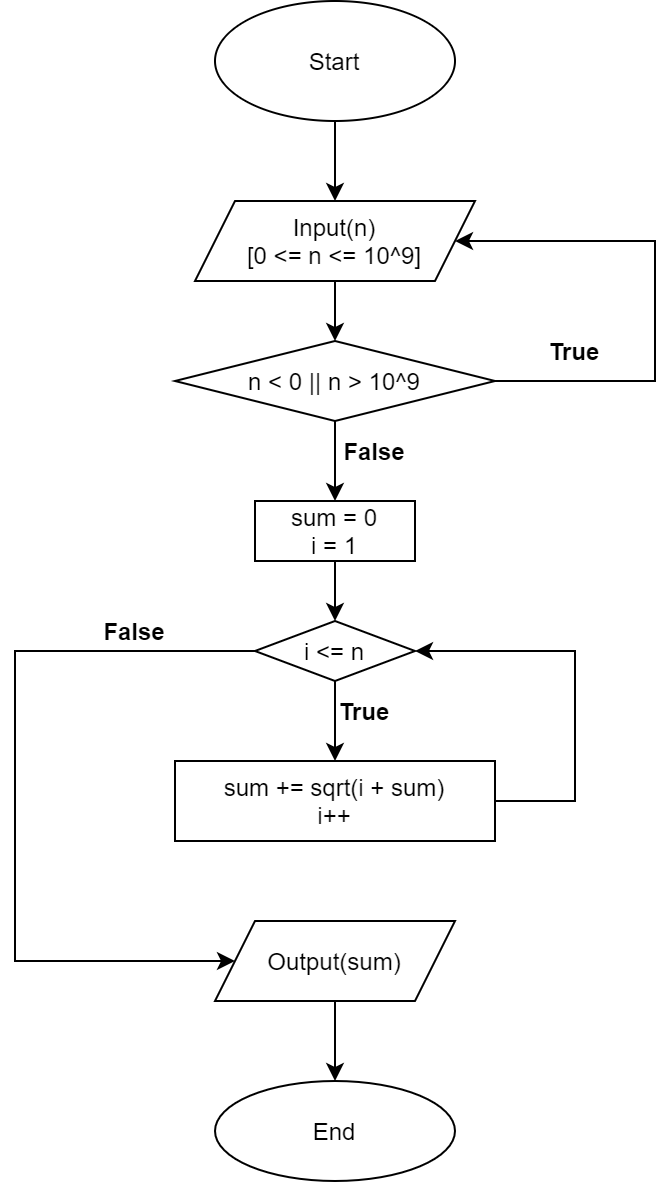 Start
Input(n)
[0 <= n <= 10^9]
n < 0 || n > 10^9
True
False
sum = 0
i = 1
i <= n
False
True
sum += sqrt(i + sum)
i++
Output(sum)
End